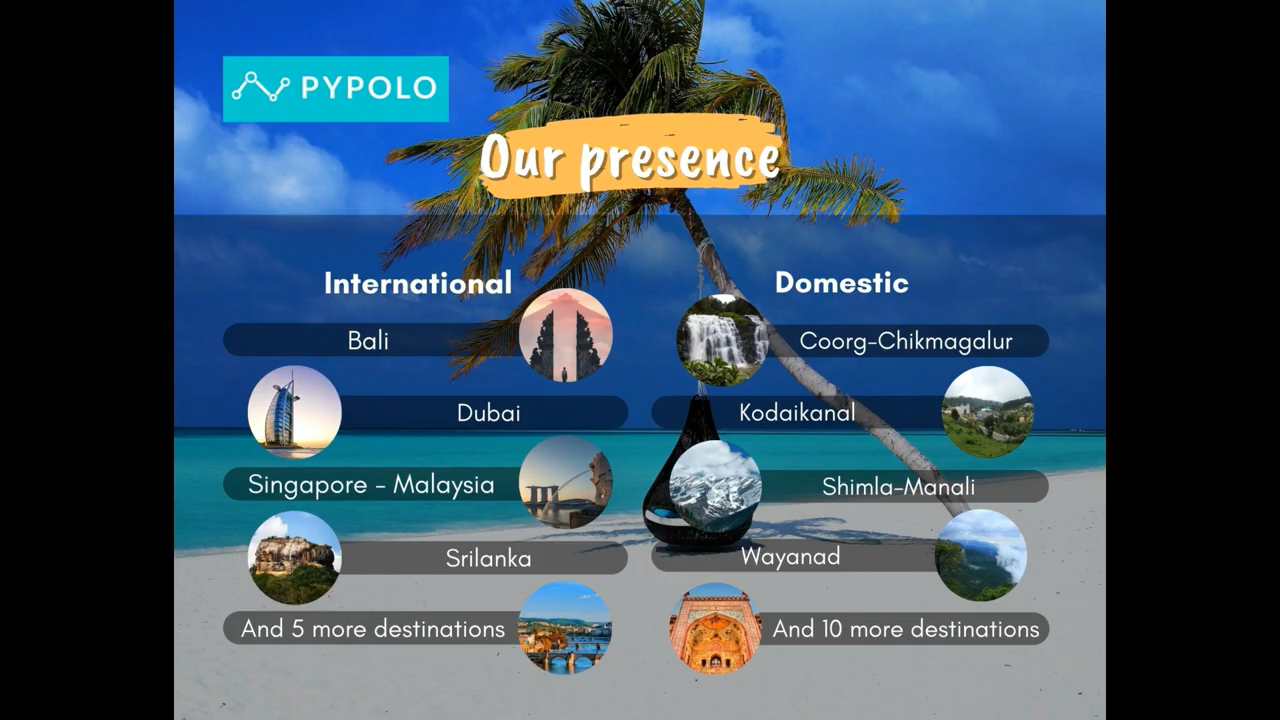 PYPOLO
Our presence
International
Bali
Dubai
Singapore - Malaysia
Srilanka
And 5 more destinations
Domestic
Coorg-Chikmagalur
Kodaikanal
Shimla-Manali
Wayanad
And 10 more destinations